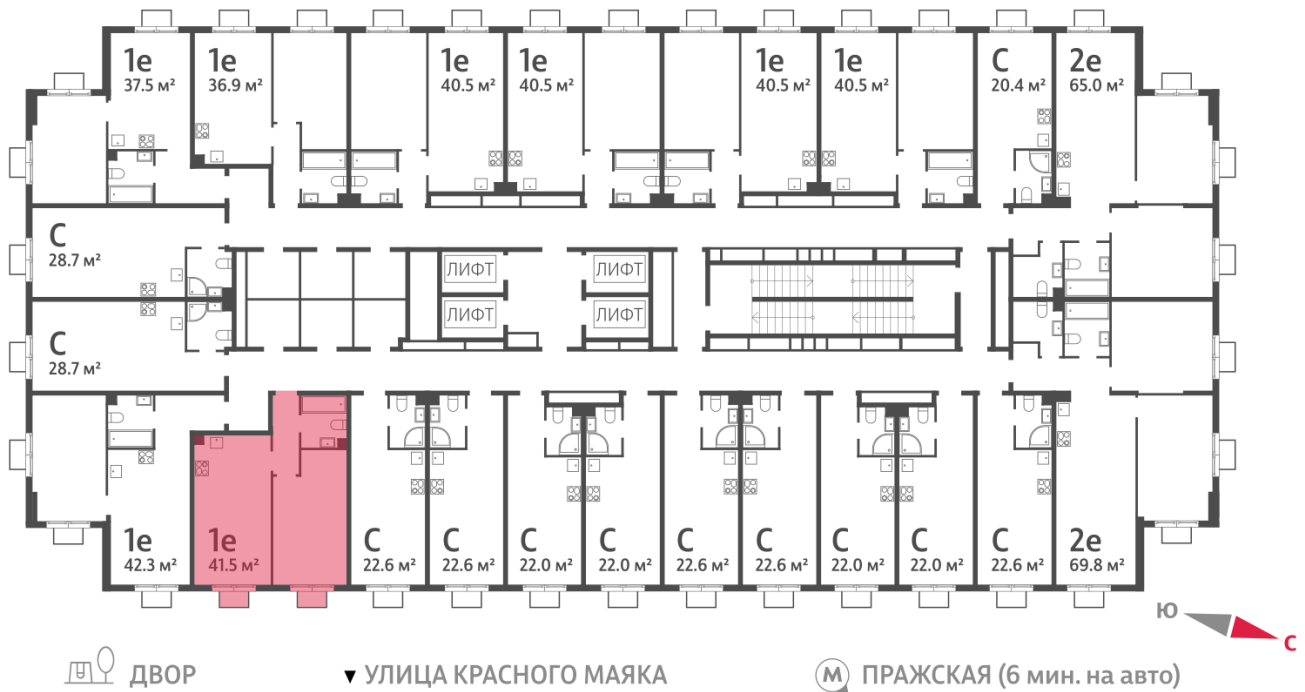 1е
37.5 м²
1е
36.9 м²
1е
40.5 м²
1е
40.5 м²
1е
40.5 м²
1е
40.5 м²
С
20.4 м²
2е
65.0 м²
С
28.7 м²
ЛИФТ
ЛИФТ
ЛИФТ
ЛИФТ
С
28.7 м²
1е
42.3 м²
1е
41.5 м²
С
22.6 м²
С
22.6 м²
С
22.0 м²
С
22.0 м²
С
22.6 м²
С
22.6 м²
С
22.0 м²
С
22.0 м²
С
22.6 м²
2е
69.8 м²
Ю
С
ДВОР
УЛИЦА КРАСНОГО МАЯКА
М ПРАЖСКАЯ (6 мин. на авто)